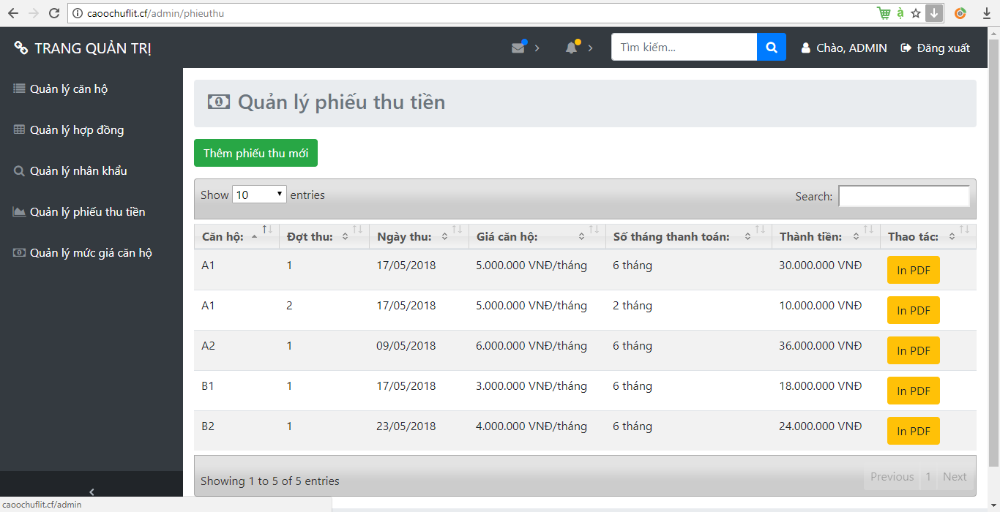 caoochuflit.cf/admin/phieuthu
TRANG QUẢN TRỊ
Tìm kiếm...
Chào, ADMIN
Đăng xuất
Quản lý căn hộ
Quản lý hợp đồng
Quản lý nhân khẩu
Quản lý phiếu thu tiền
Quản lý mức giá căn hộ
Quản lý phiếu thu tiền
Thêm phiếu thu mới
Show 10 entries
Search:
Căn hộ: Đợt thu: Ngày thu: Giá căn hộ: Số tháng thanh toán: Thành tiền: Thao tác:
A1 1 17/05/2018 5.000.000 VNĐ/tháng 6 tháng 30.000.000 VNĐ In PDF
A1 2 17/05/2018 5.000.000 VNĐ/tháng 2 tháng 10.000.000 VNĐ In PDF
A2 1 09/05/2018 6.000.000 VNĐ/tháng 6 tháng 36.000.000 VNĐ In PDF
B1 1 17/05/2018 3.000.000 VNĐ/tháng 6 tháng 18.000.000 VNĐ In PDF
B2 1 23/05/2018 4.000.000 VNĐ/tháng 6 tháng 24.000.000 VNĐ In PDF
Showing 1 to 5 of 5 entries
Previous 1 Next
caoochuflit.cf/admin